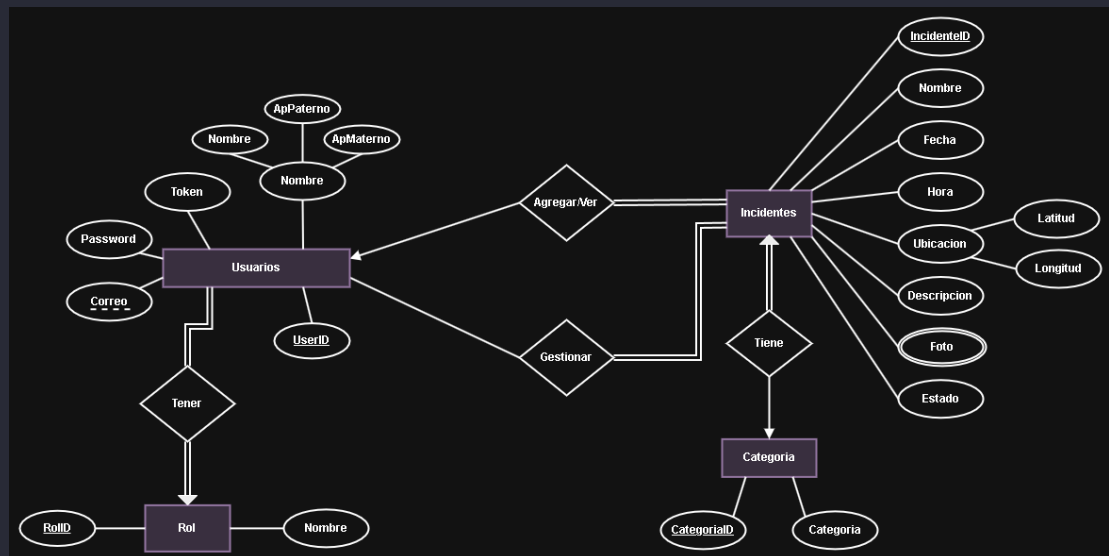 IncidenteID
Nombre
ApPaterno
Nombre
ApMaterno
Fecha
Nombre
Token
Hora
Agregar/Ver
Incidentes
Latitud
Password
Ubicacion
Usuarios
Longitud
Correo
Descripcion
UserID
Foto
Gestionar
Tiene
Estado
Tener
Categoria
RolID
Rol
Nombre
CategoriaID
Categoria